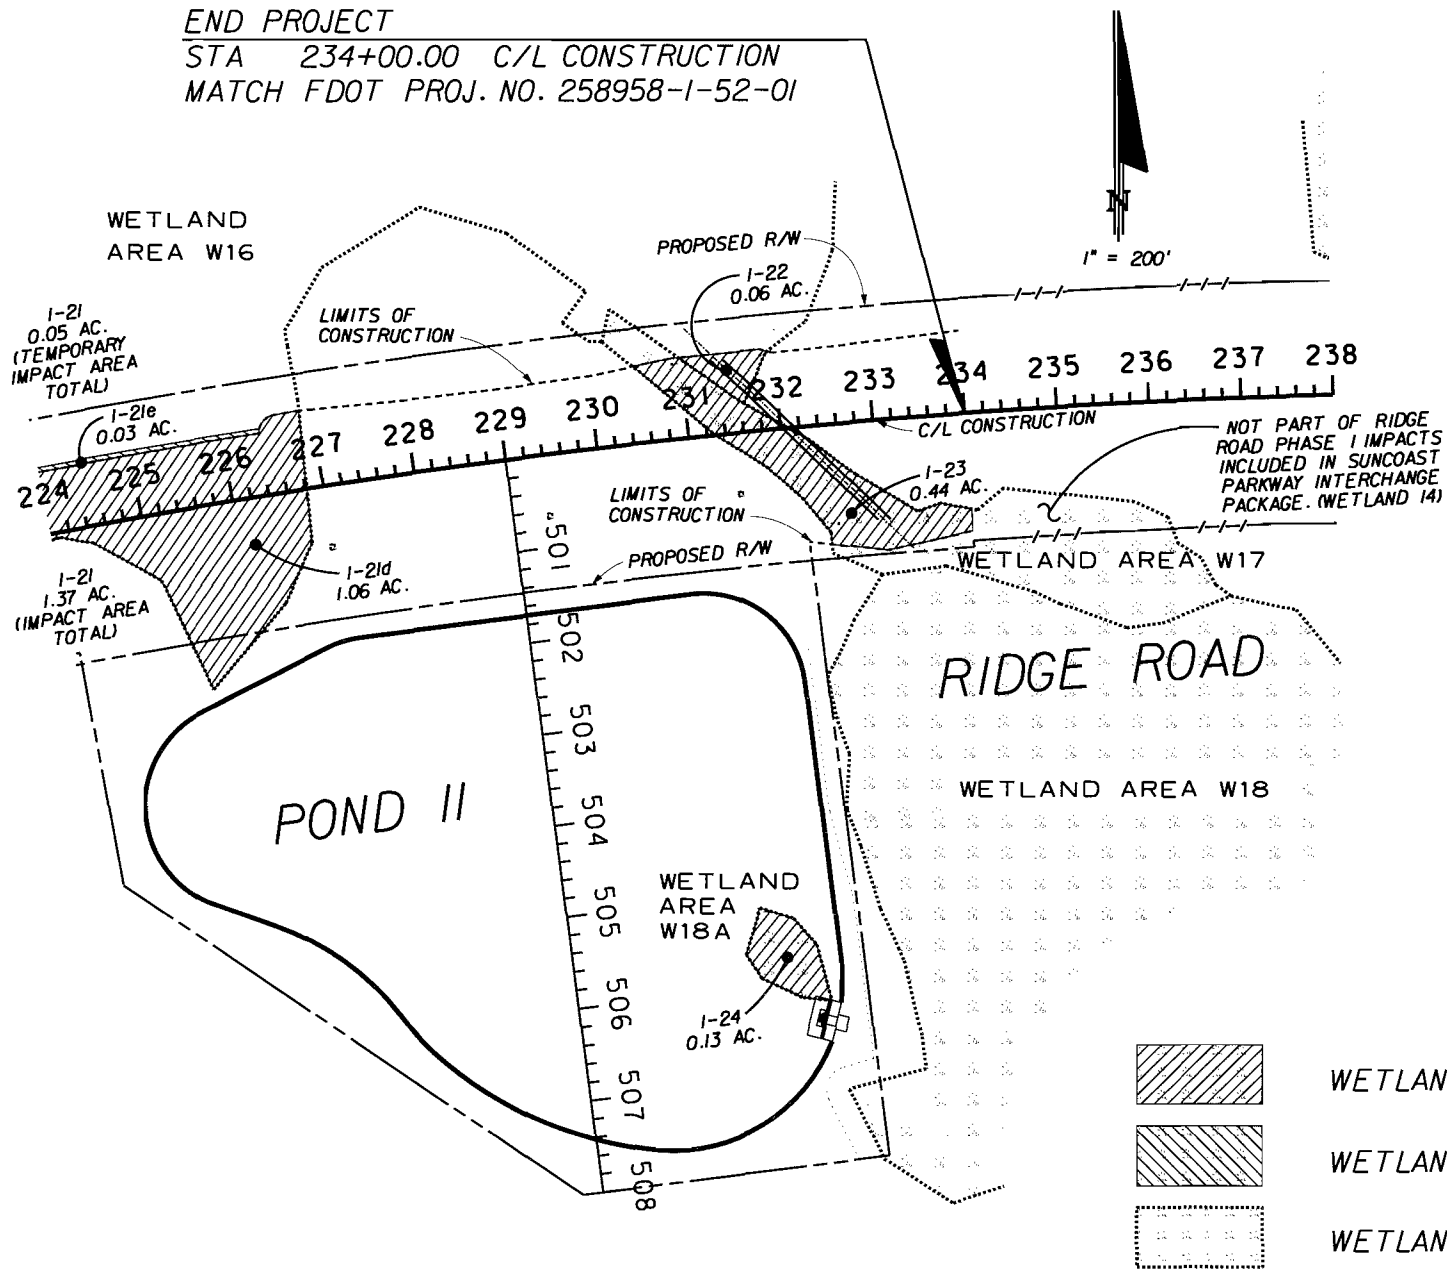 END PROJECT
STA 234+00.00 C/L CONSTRUCTION
MATCH FDOT PROJ. NO. 258958-1-52-01
N
1" = 200'
WETLAND
AREA W16
PROPOSED R/W
1-22
0.06 AC.
1-21
0.05 AC.
(TEMPORARY
IMPACT AREA
TOTAL)
LIMITS OF
CONSTRUCTION
1-21e
0.03 AC.
224 225 226 227 228 229 230 231 232 233 234 235 236 237 238
C/L CONSTRUCTION
NOT PART OF RIDGE
ROAD PHASE I IMPACTS
INCLUDED IN SUNCOAST
PARKWAY INTERCHANGE
PACKAGE. (WETLAND 14)
1-23
0.44 AC.
LIMITS OF
CONSTRUCTION
PROPOSED R/W
1-21d
1.06 AC.
1-21
1.37 AC.
(IMPACT AREA
TOTAL)
WETLAND AREA W17
RIDGE ROAD
WETLAND AREA W18
POND 11
501
502
503
504
505
506
507
508
WETLAND
AREA
W18A
1-24
0.13 AC.
WETLAN
WETLAN
WETLAN